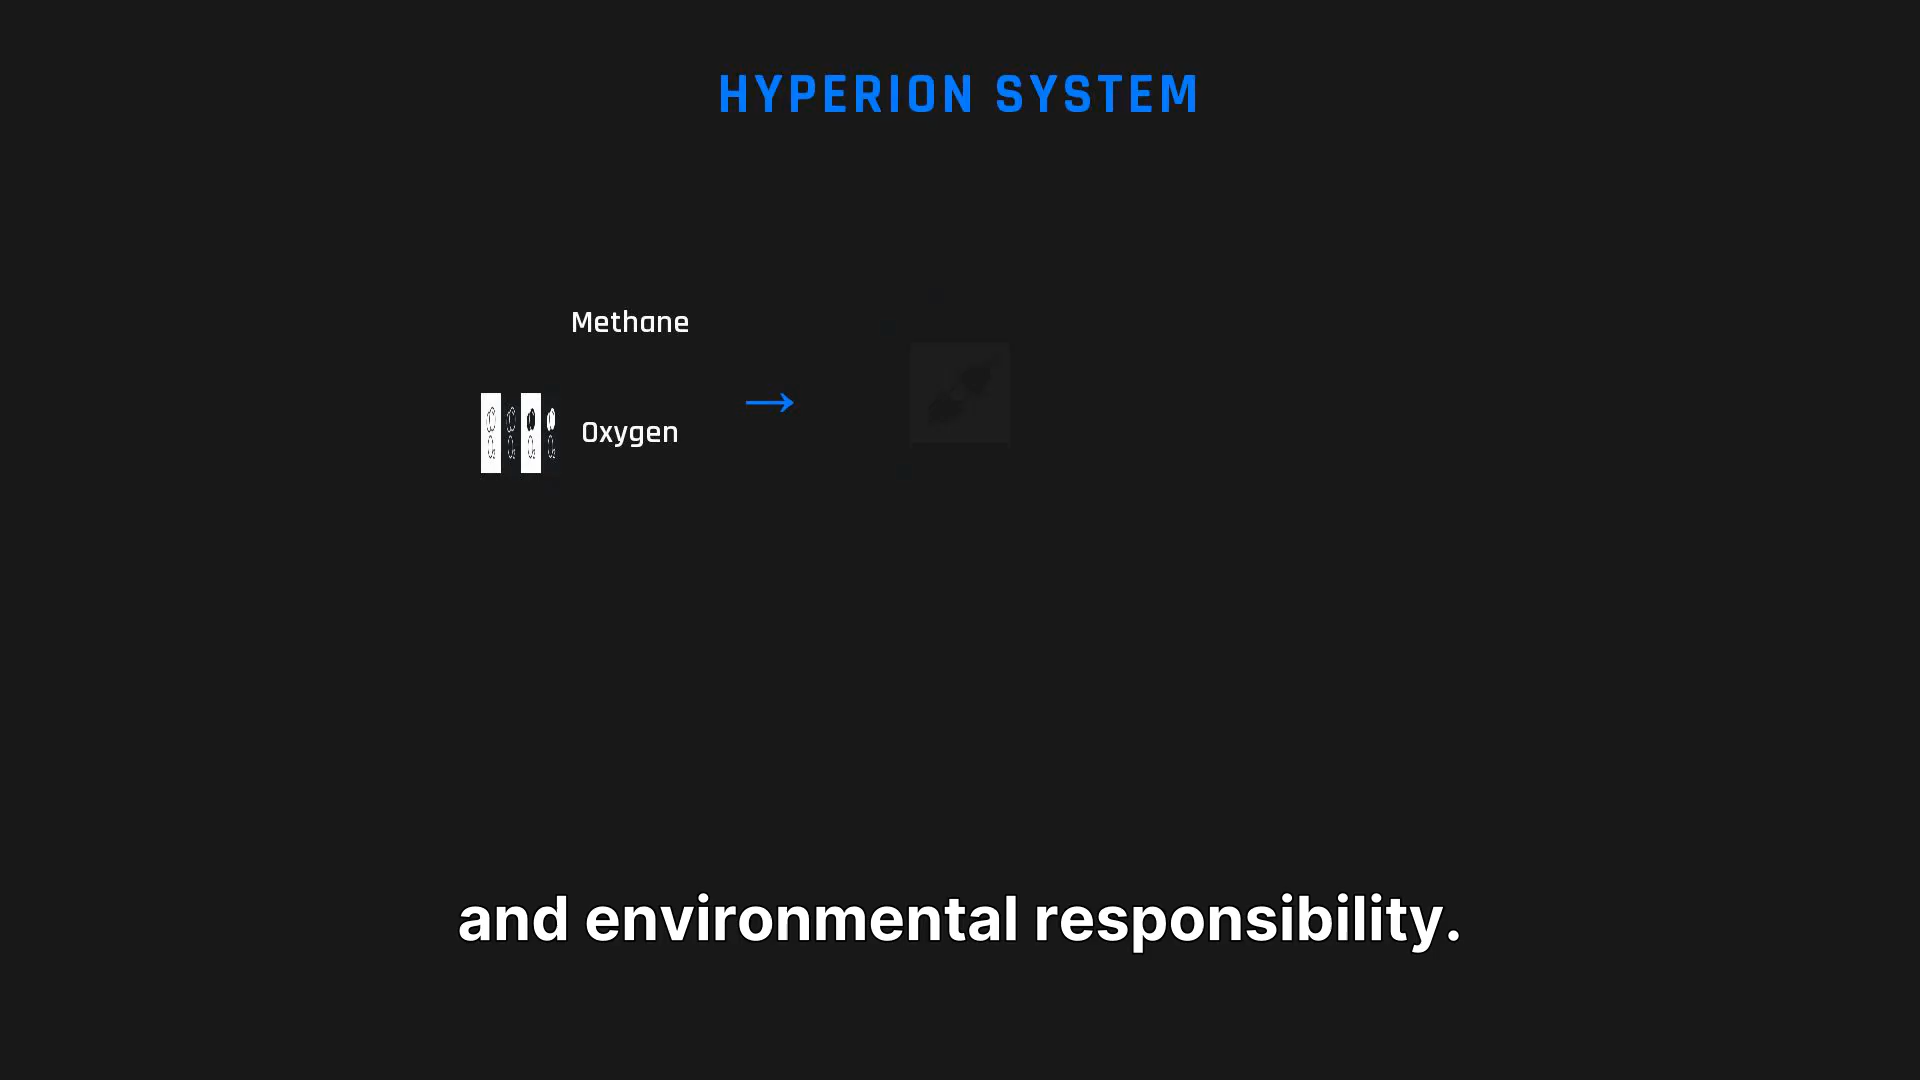 HYPERION SYSTEM
Methane
→
Oxygen
and environmental responsibility.